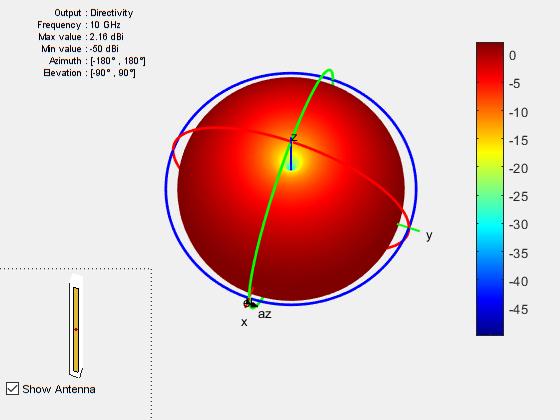 Output : Directivity
Frequency : 10 GHz
Max value : 2.16 dBi
Min value : -50 dBi
Azimuth : [-180° , 180°]
Elevation : [-90° , 90°]
z
y
x
az
0
-5
-10
-15
-20
-25
-30
-35
-40
-45
Show Antenna